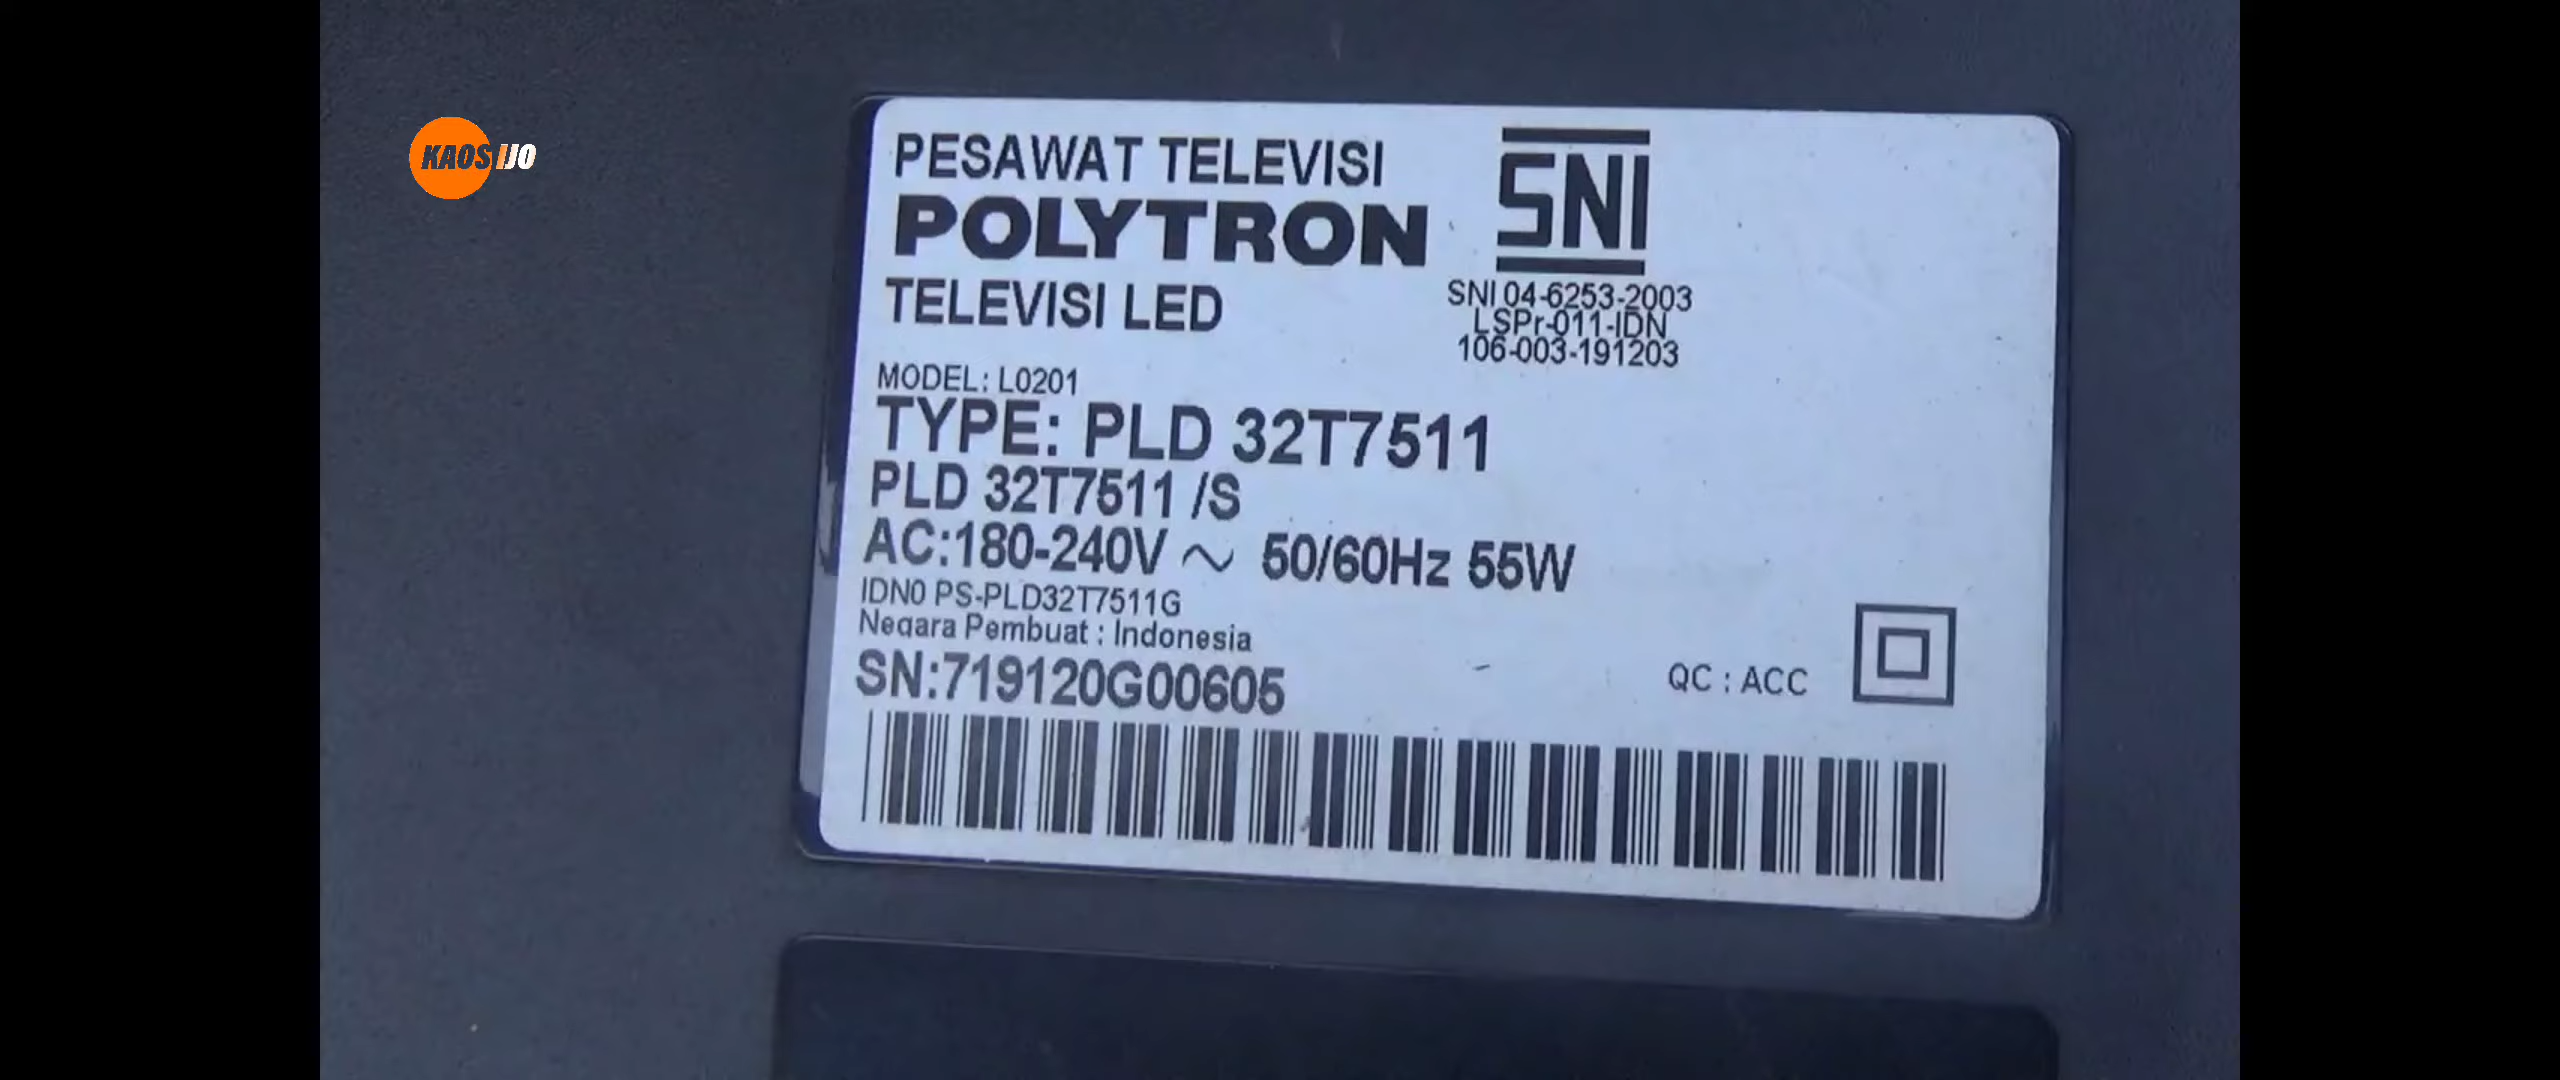 KAOS IJO
PESAWAT TELEVISI
POLYTRON
TELEVISI LED
SNI
SNI 04-6253-2003
LSPr-011-IDN
106-003-191203
MODEL: L0201
TYPE: PLD 32T7511
PLD 32T7511 /S
AC:180-240V ~ 50/60Hz 55W
IDN0 PS-PLD32T7511G
Negara Pembuat : Indonesia
SN:719120G00605
QC : ACC